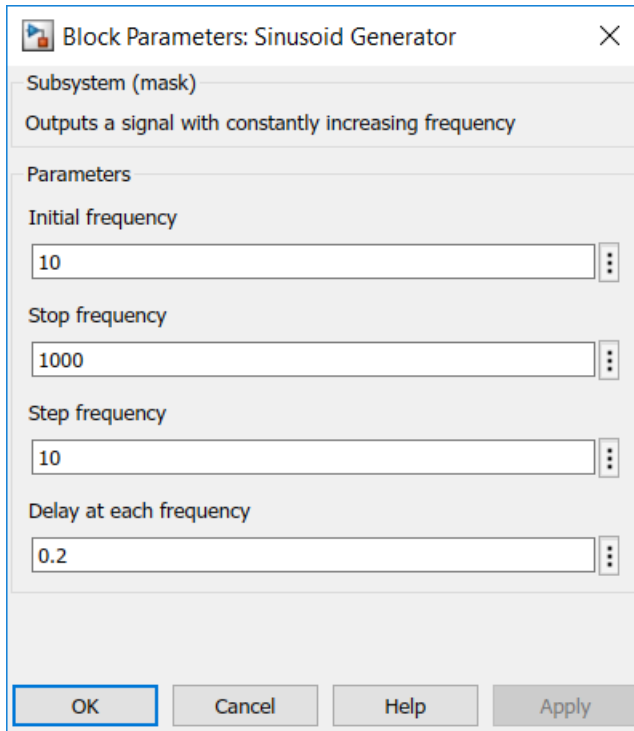 Block Parameters: Sinusoid Generator
Subsystem (mask)
Outputs a signal with constantly increasing frequency
Parameters
Initial frequency
10
Stop frequency
1000
Step frequency
10
Delay at each frequency
0.2
OK Cancel Help Apply